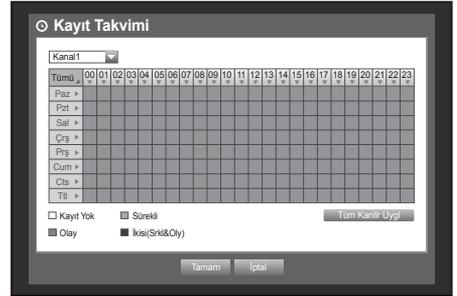 Kayıt Takvimi
Kanal1
Tümü 00 01 02 03 04 05 06 07 08 09 10 11 12 13 14 15 16 17 18 19 20 21 22 23
Paz
Pzt
Sal
Çrş
Prş
Cum
Cts
Ttl
Kayıt Yok Sürekli Tüm Kanllr Uygl
Olay İkisi(Srkl&Oly)
Tamam İptal